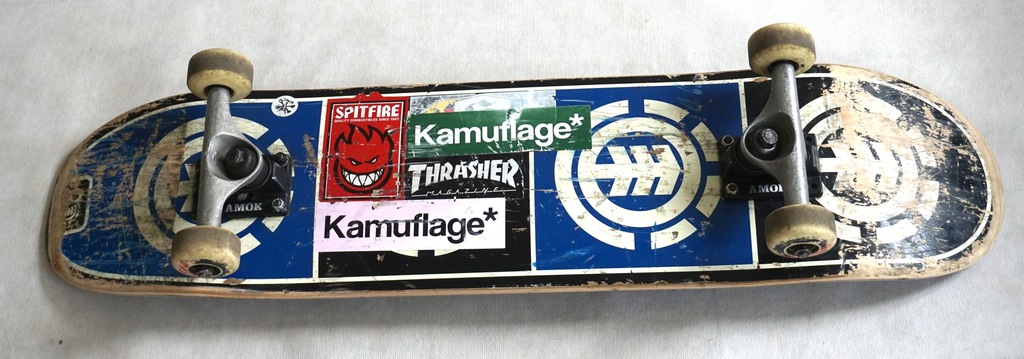 SPITFIRE
QUALITY COMBUSTIBLES SINCE 1987
Kamuflage*
THRASHER
MAGAZINE
Kamuflage*
AMOK
AMOK